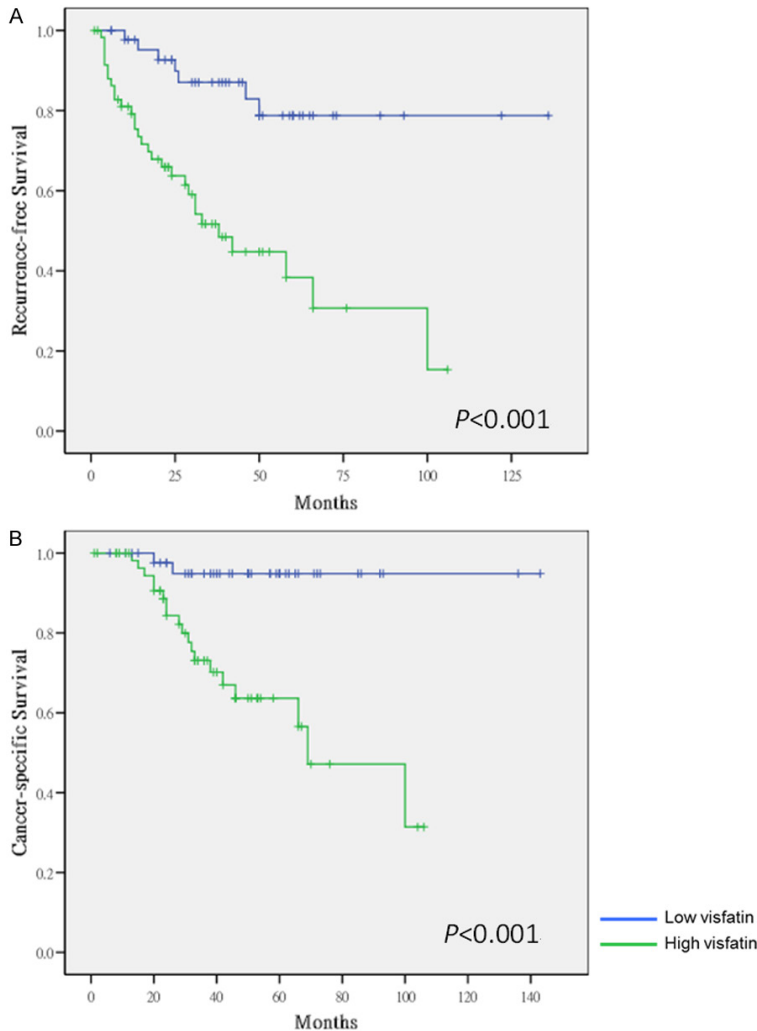 A
1.0
0.8
0.6
0.4
0.2
0.0
Recurrence-free Survival
P<0.001
0 25 50 75 100 125
Months
B
1.0
0.8
0.6
0.4
0.2
0.0
Cancer-specific Survival
P<0.001
0 20 40 60 80 100 120 140
Months
Low visfatin
High visfatin